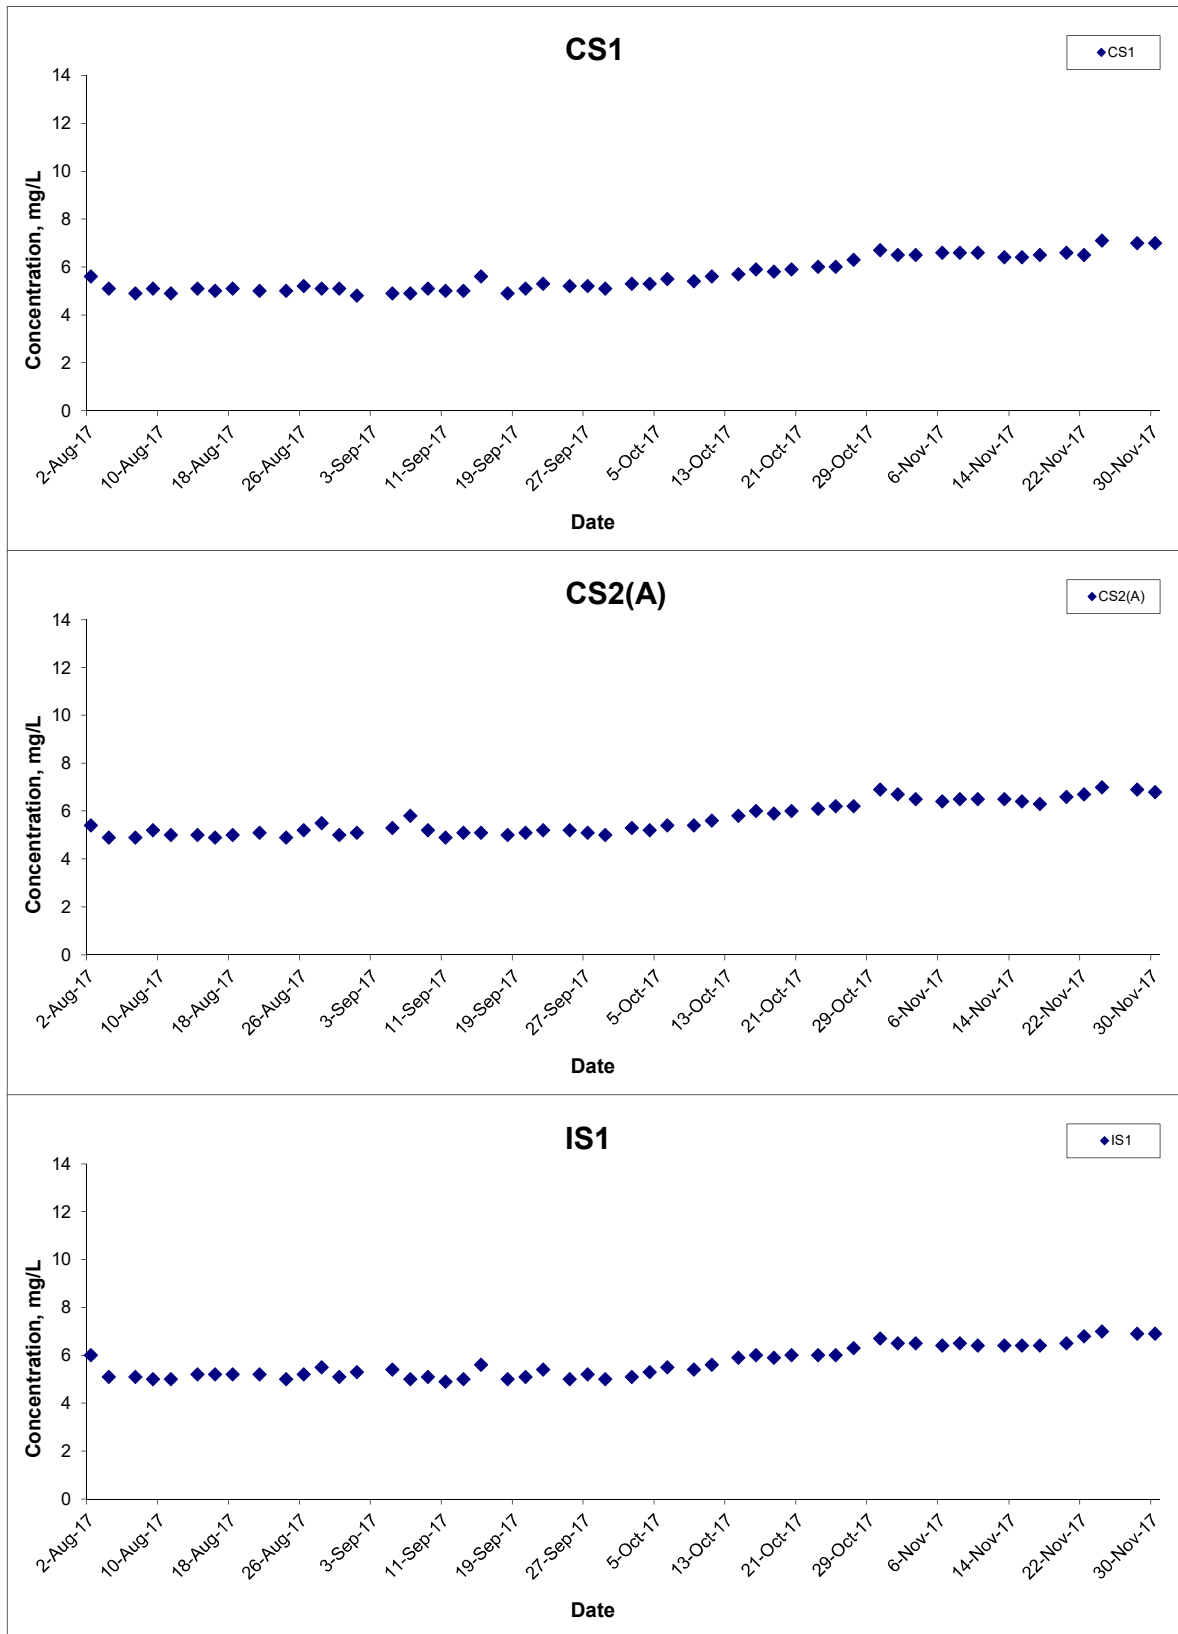 CS1
CS1
14
12
10
8
6
4
2
0
Concentration, mg/L
2-Aug-17
10-Aug-17
18-Aug-17
26-Aug-17
3-Sep-17
11-Sep-17
19-Sep-17
27-Sep-17
5-Oct-17
13-Oct-17
21-Oct-17
29-Oct-17
6-Nov-17
14-Nov-17
22-Nov-17
30-Nov-17
Date
CS2(A)
CS2(A)
14
12
10
8
6
4
2
0
Concentration, mg/L
2-Aug-17
10-Aug-17
18-Aug-17
26-Aug-17
3-Sep-17
11-Sep-17
19-Sep-17
27-Sep-17
5-Oct-17
13-Oct-17
21-Oct-17
29-Oct-17
6-Nov-17
14-Nov-17
22-Nov-17
30-Nov-17
Date
IS1
IS1
14
12
10
8
6
4
2
0
Concentration, mg/L
2-Aug-17
10-Aug-17
18-Aug-17
26-Aug-17
3-Sep-17
11-Sep-17
19-Sep-17
27-Sep-17
5-Oct-17
13-Oct-17
21-Oct-17
29-Oct-17
6-Nov-17
14-Nov-17
22-Nov-17
30-Nov-17
Date